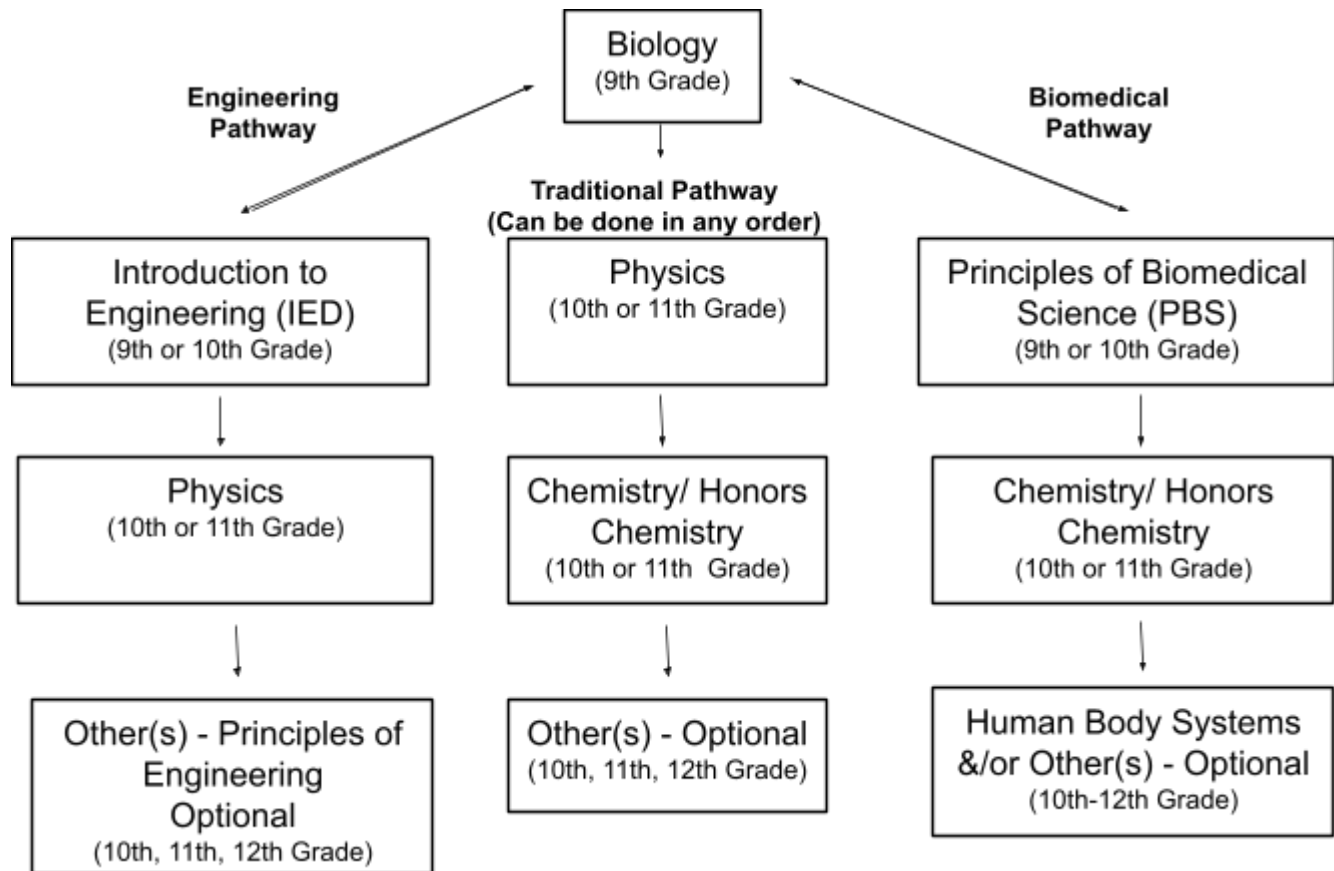 Biology
(9th Grade)
Engineering
Pathway
Biomedical
Pathway
Traditional Pathway
(Can be done in any order)
Introduction to
Engineering (IED)
(9th or 10th Grade)
Physics
(10th or 11th Grade)
Principles of Biomedical
Science (PBS)
(9th or 10th Grade)
Physics
(10th or 11th Grade)
Chemistry/ Honors
Chemistry
(10th or 11th Grade)
Chemistry/ Honors
Chemistry
(10th or 11th Grade)
Other(s) - Principles of
Engineering
Optional
(10th, 11th, 12th Grade)
Other(s) - Optional
(10th, 11th, 12th Grade)
Human Body Systems
&/or Other(s) - Optional
(10th-12th Grade)